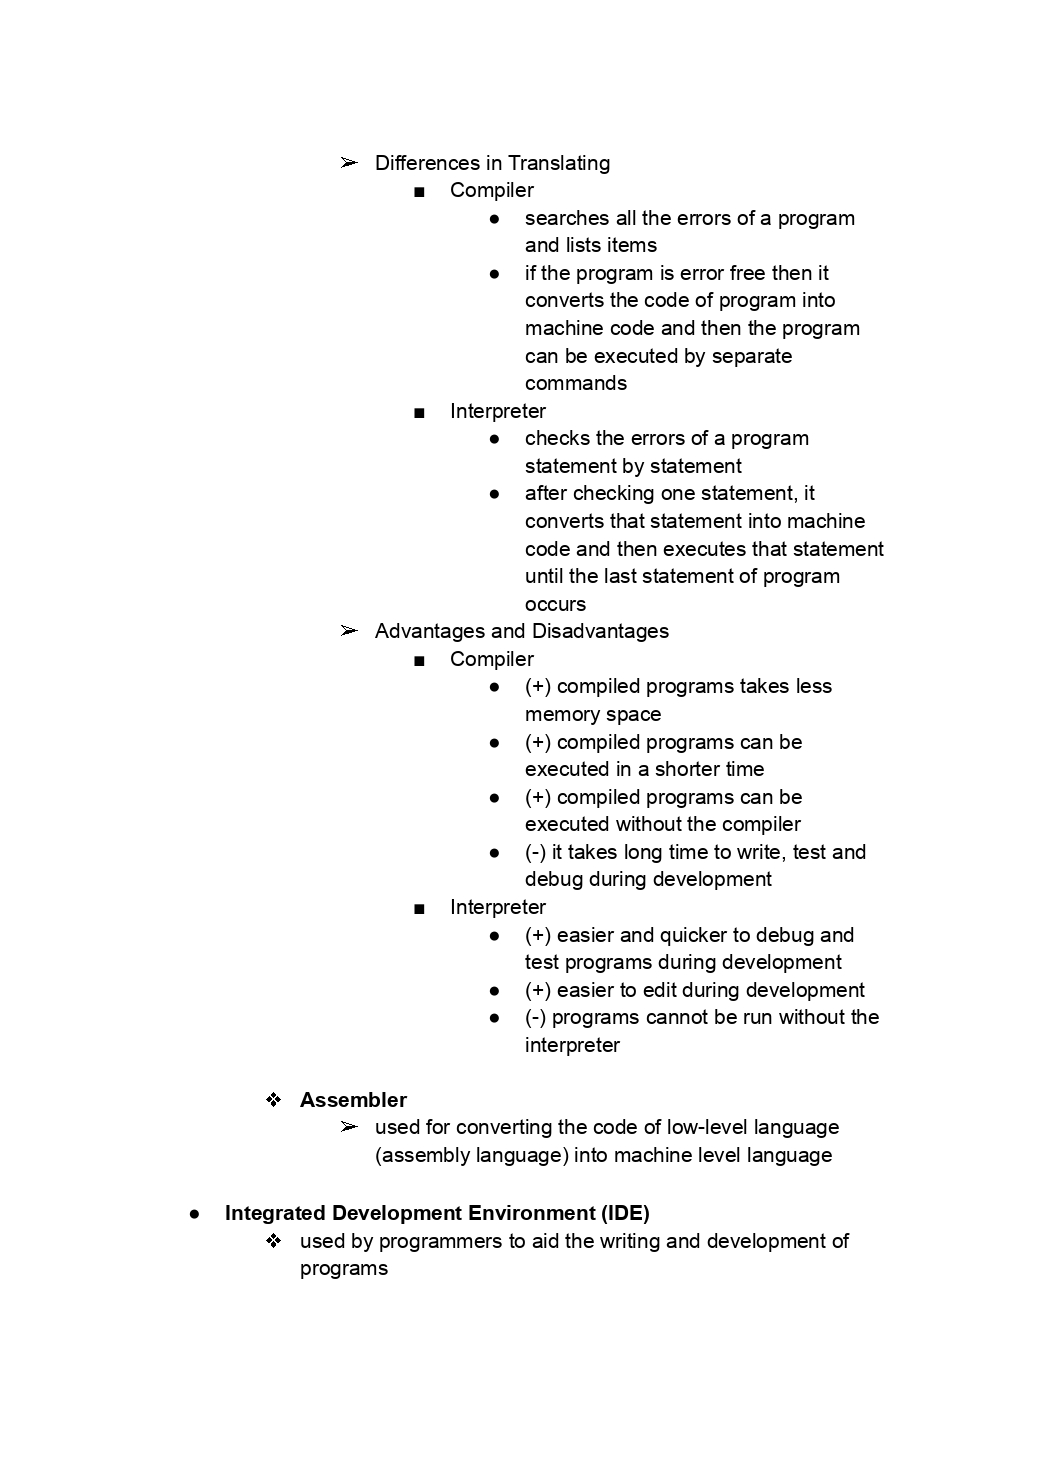 ➢ Differences in Translating
■ Compiler
● searches all the errors of a program
and lists items
● if the program is error free then it
converts the code of program into
machine code and then the program
can be executed by separate
commands
■ Interpreter
● checks the errors of a program
statement by statement
● after checking one statement, it
converts that statement into machine
code and then executes that statement
until the last statement of program
occurs
➢ Advantages and Disadvantages
■ Compiler
● (+) compiled programs takes less
memory space
● (+) compiled programs can be
executed in a shorter time
● (+) compiled programs can be
executed without the compiler
● (-) it takes long time to write, test and
debug during development
■ Interpreter
● (+) easier and quicker to debug and
test programs during development
● (+) easier to edit during development
● (-) programs cannot be run without the
interpreter
❖ Assembler
➢ used for converting the code of low-level language
(assembly language) into machine level language
● Integrated Development Environment (IDE)
❖ used by programmers to aid the writing and development of
programs